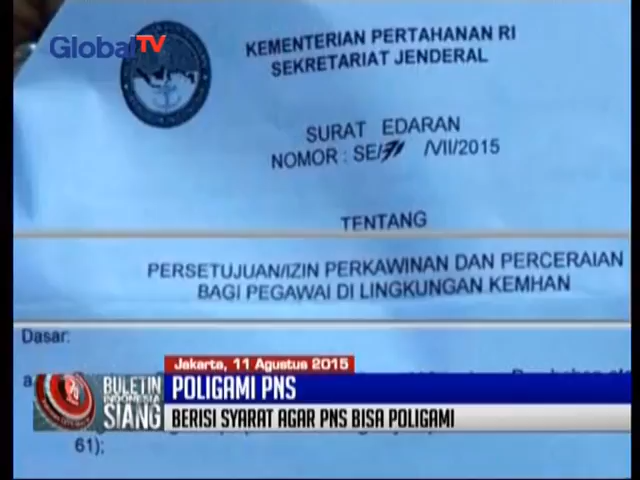 GlobalTV
KEMENTERIAN PERTAHANAN RI
SEKRETARIAT JENDERAL
SURAT EDARAN
NOMOR : SE/71 /VII/2015
TENTANG
PERSETUJUAN/IZIN PERKAWINAN DAN PERCERAIAN
BAGI PEGAWAI DI LINGKUNGAN KEMHAN
Dasar:
a.
Jakarta, 11 Agustus 2015
BULETIN
INDONESIA
SIANG
POLIGAMI PNS
BERISI SYARAT AGAR PNS BISA POLIGAMI
61);